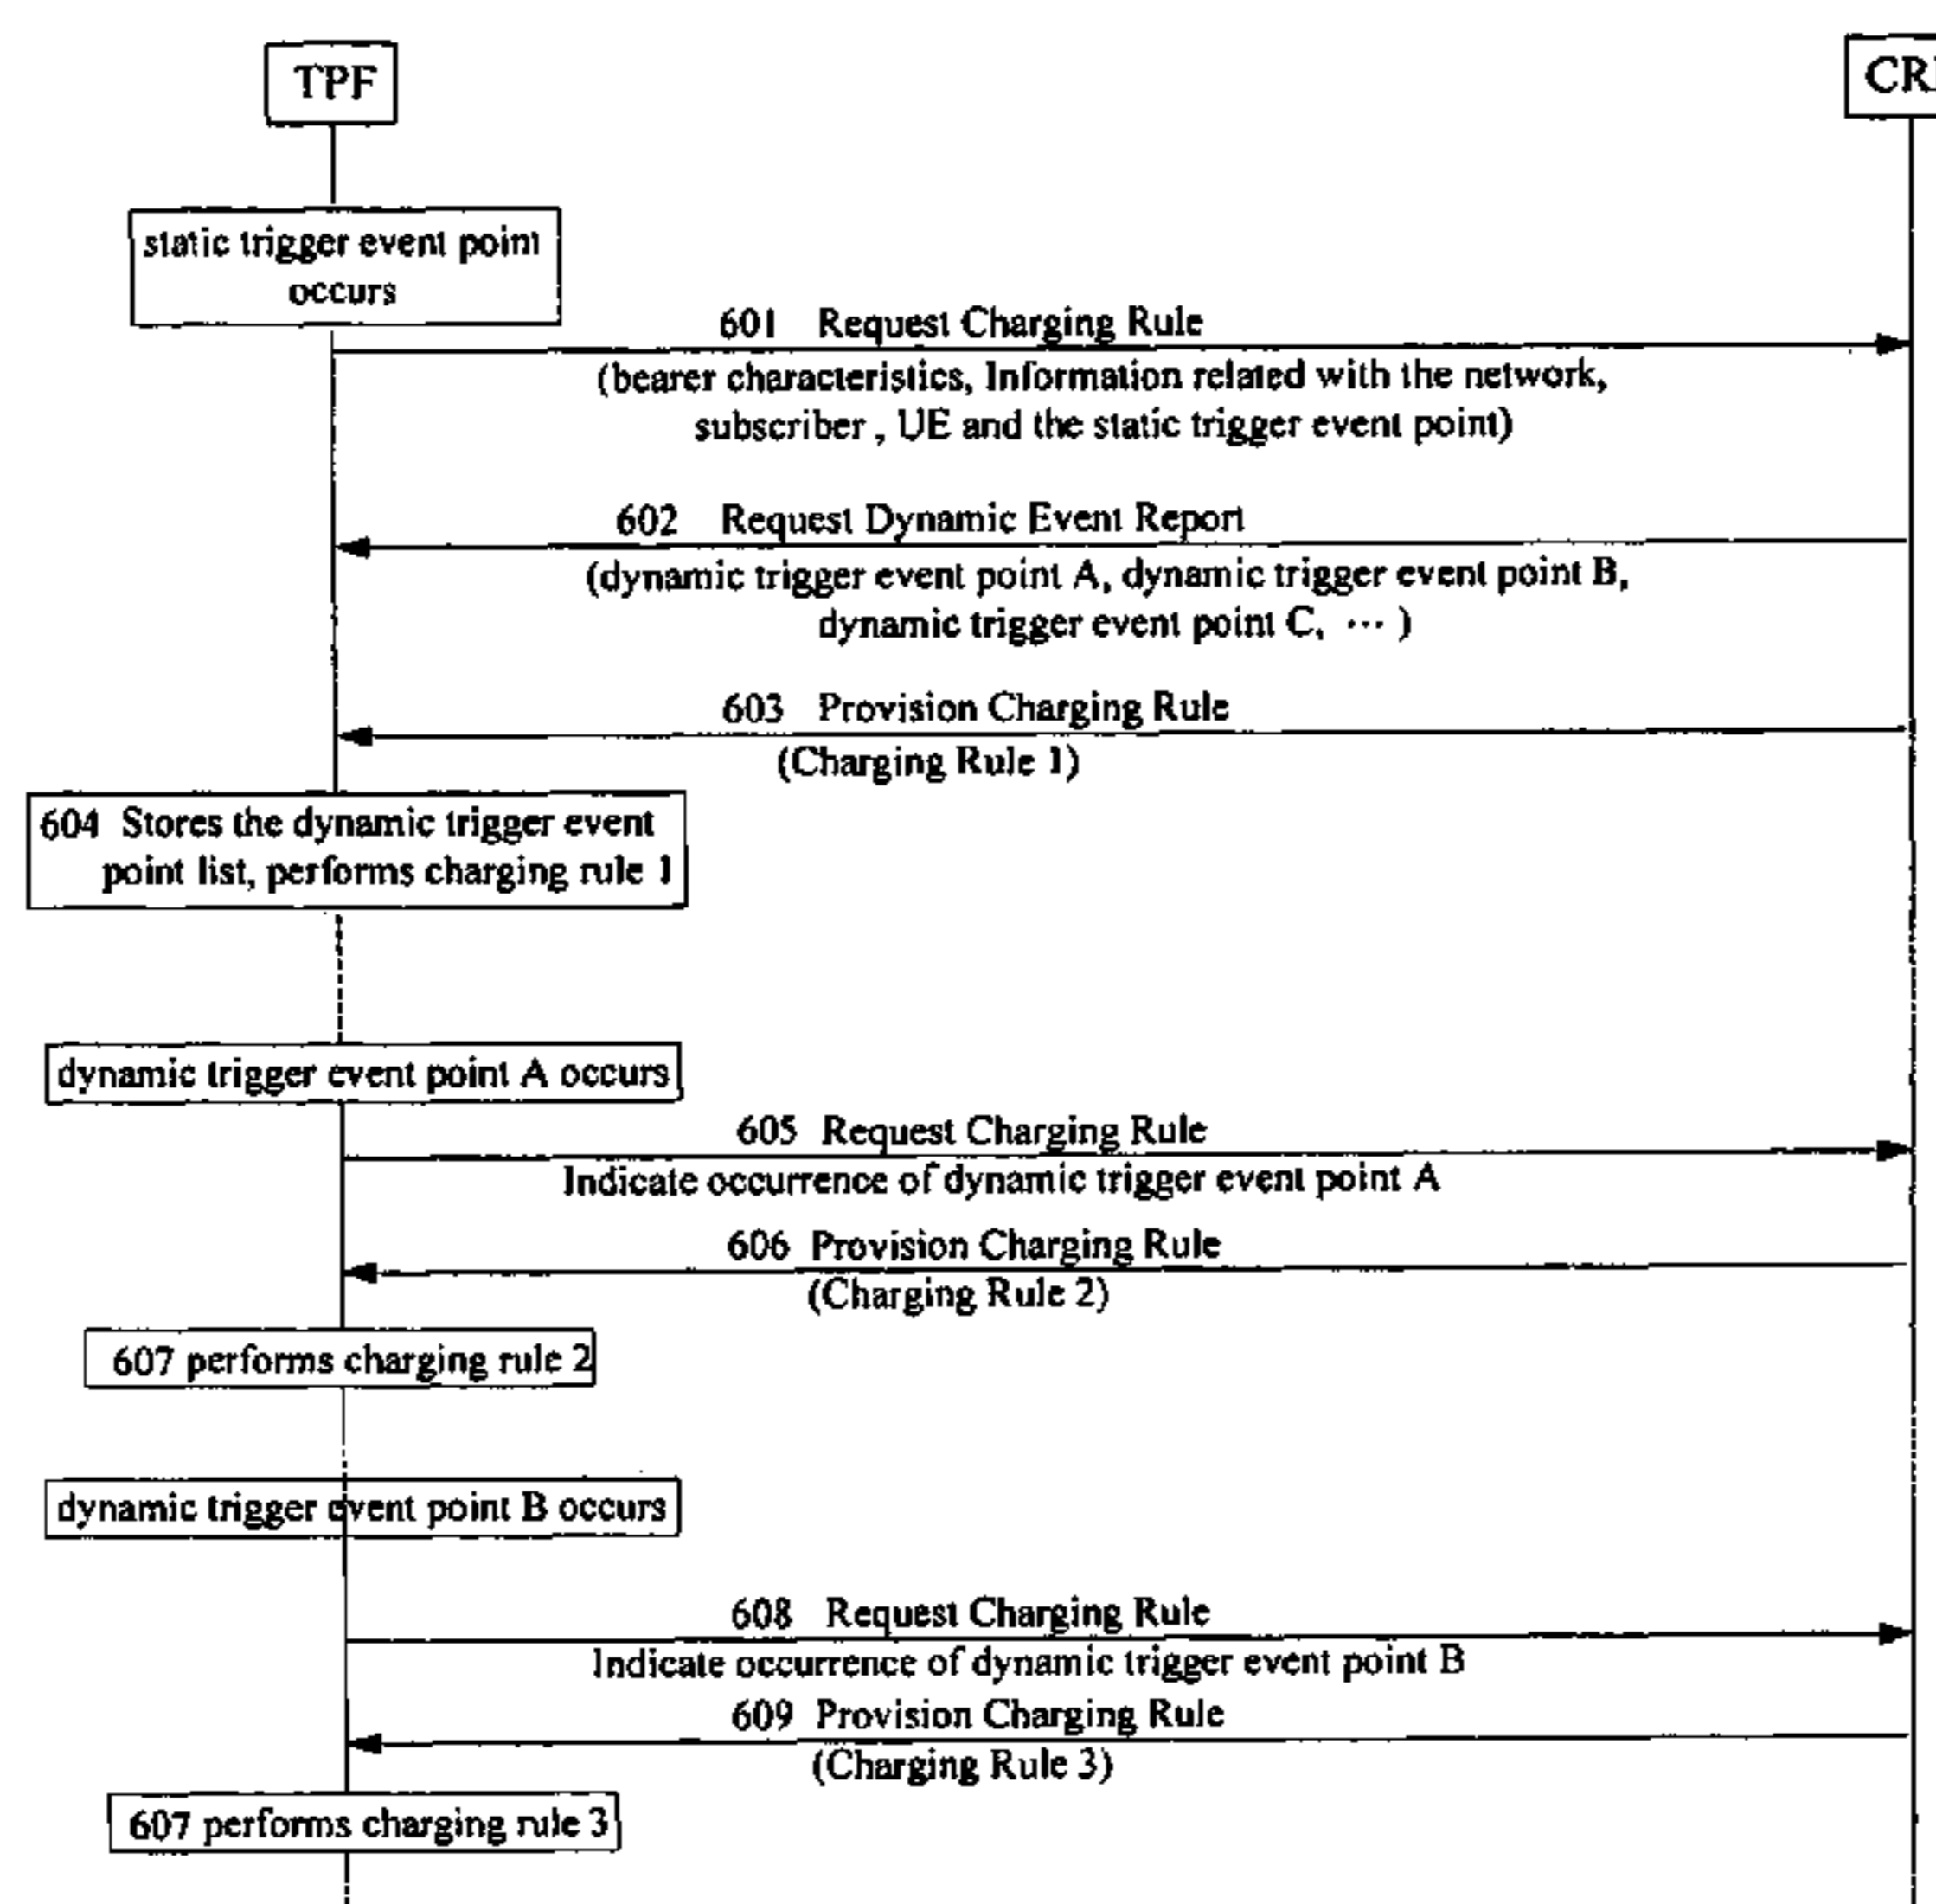 TPF
static trigger event point
occurs
601 Request Charging Rule
(bearer characteristics, Information related with the network,
subscriber , UE and the static trigger event point)
602 Request Dynamic Event Report
(dynamic trigger event point A, dynamic trigger event point B,
dynamic trigger event point C, ··· )
603 Provision Charging Rule
(Charging Rule 1)
604 Stores the dynamic trigger event
point list, performs charging rule 1
dynamic trigger event point A occurs
605 Request Charging Rule
Indicate occurrence of dynamic trigger event point A
606 Provision Charging Rule
(Charging Rule 2)
607 performs charging rule 2
dynamic trigger event point B occurs
608 Request Charging Rule
Indicate occurrence of dynamic trigger event point B
609 Provision Charging Rule
(Charging Rule 3)
607 performs charging rule 3